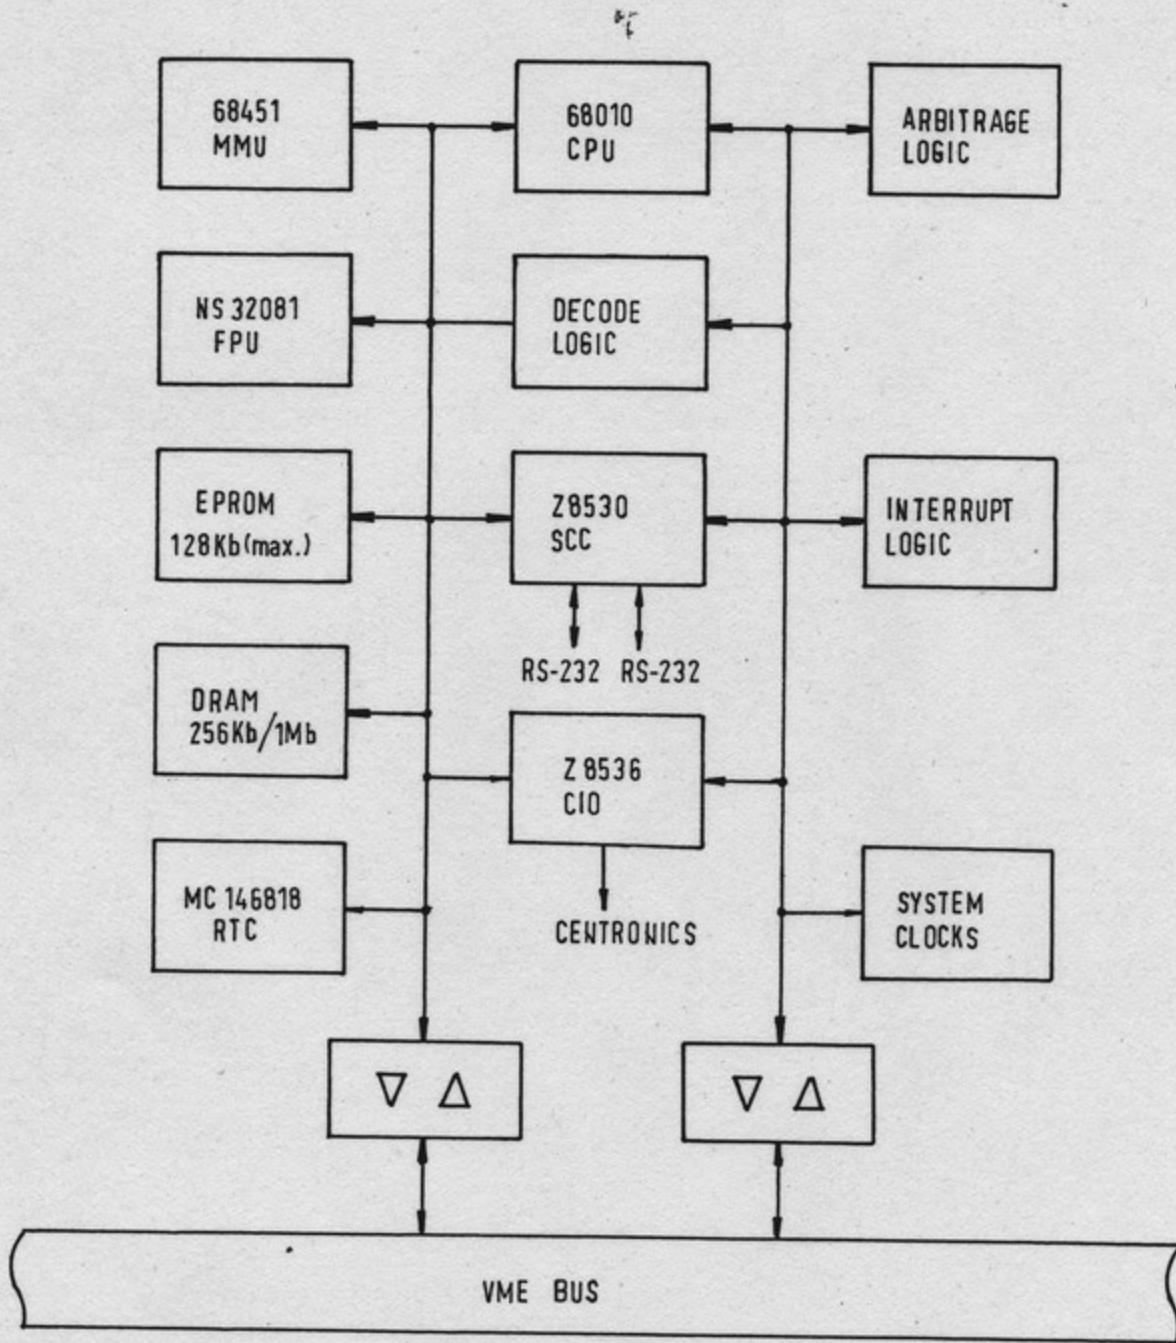 68451
MMU
68010
CPU
ARBITRAGE
LOGIC
NS 32081
FPU
DECODE
LOGIC
EPROM
128Kb (max.)
Z8530
SCC
INTERRUPT
LOGIC
RS-232 RS-232
DRAM
256Kb/1Mb
Z 8536
CIO
MC 146818
RTC
CENTRONICS
SYSTEM
CLOCKS
VME BUS